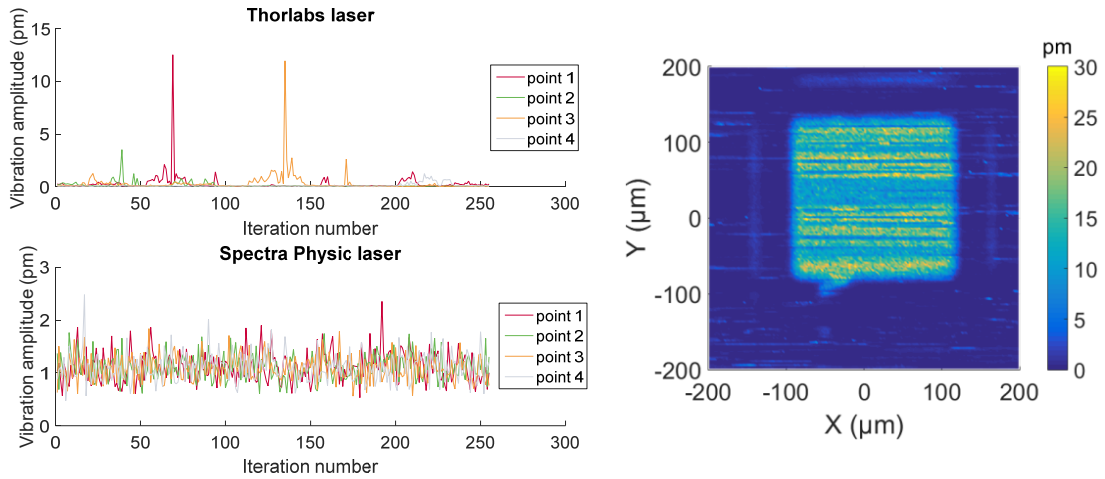 Thorlabs laser
Vibration amplitude (pm)
15
10
5
0
0 50 100 150 200 250 300
Iteration number
point 1
point 2
point 3
point 4
Spectra Physic laser
Vibration amplitude (pm)
3
2
1
0
0 50 100 150 200 250 300
Iteration number
point 1
point 2
point 3
point 4
pm
200
100
0
-100
-200
Y (µm)
-200 -100 0 100 200
X (µm)
30
25
20
15
10
5
0